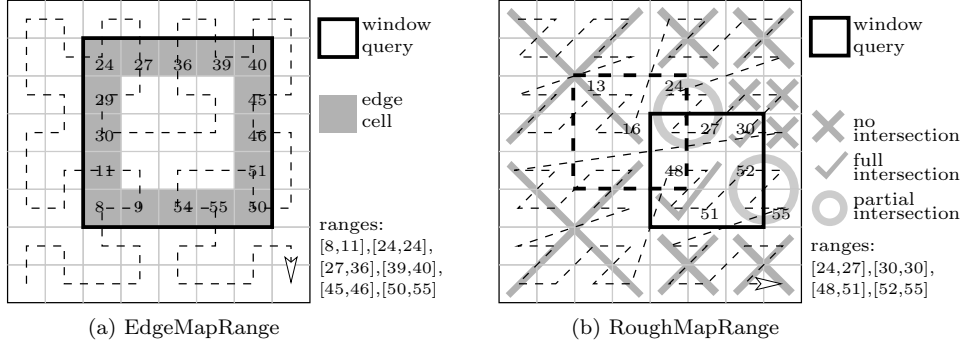 24 27 36 39 40
29 45
30 46
11 51
8 9 54 55 50
window
query
edge
cell
ranges:
[8,11],[24,24],
[27,36],[39,40],
[45,46],[50,55]
(a) EdgeMapRange
13 24
16 27 30
48 52
51 55
window
query
no
intersection
full
intersection
partial
intersection
ranges:
[24,27],[30,30],
[48,51],[52,55]
(b) RoughMapRange